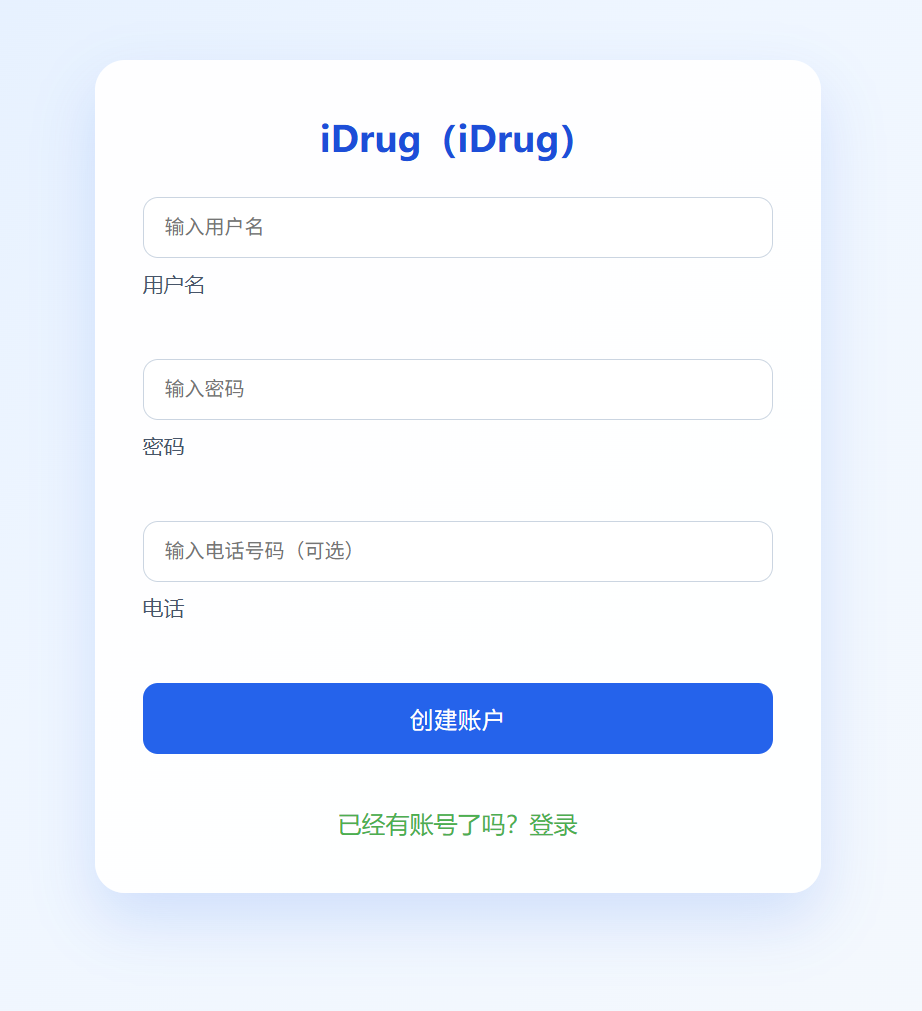 iDrug（iDrug）
输入用户名
用户名
输入密码
密码
输入电话号码（可选）
电话
创建账户
已经有账号了吗？登录